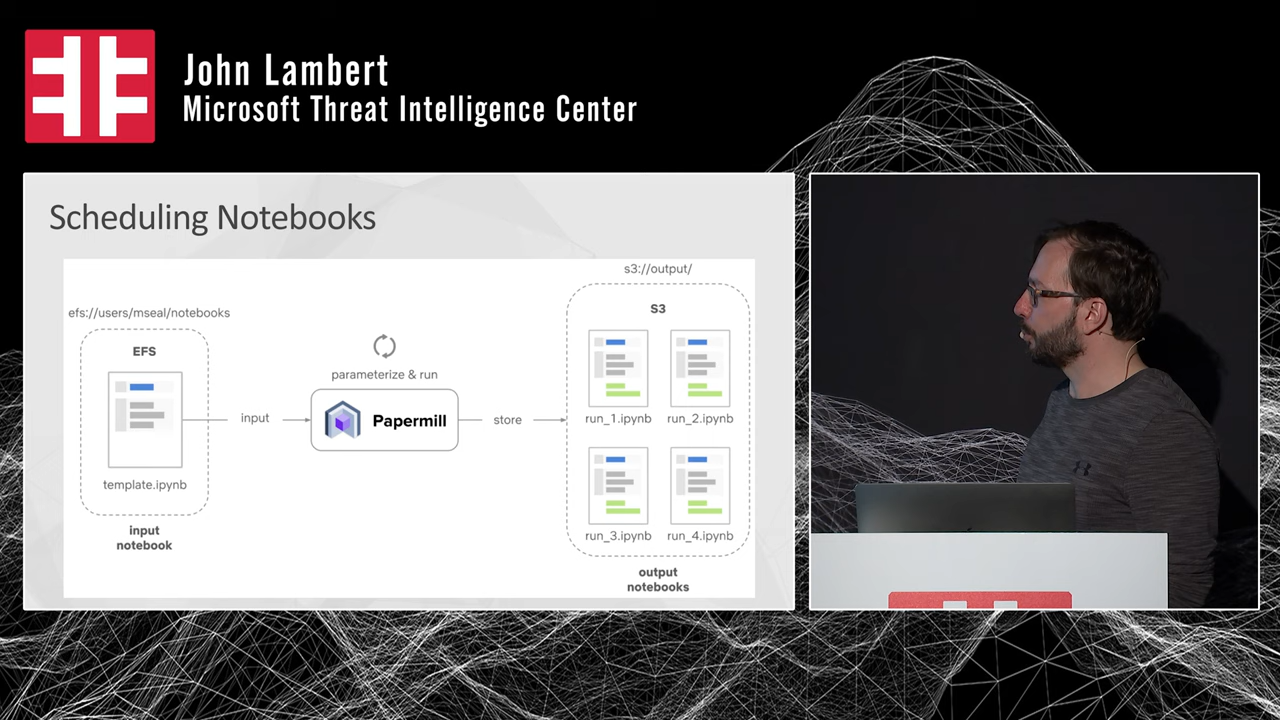 John Lambert
Microsoft Threat Intelligence Center
Scheduling Notebooks
efs://users/mseal/notebooks
EFS
template.ipynb
input
notebook
input
parameterize & run
Papermill
store
s3://output/
S3
run_1.ipynb run_2.ipynb
run_3.ipynb run_4.ipynb
output
notebooks